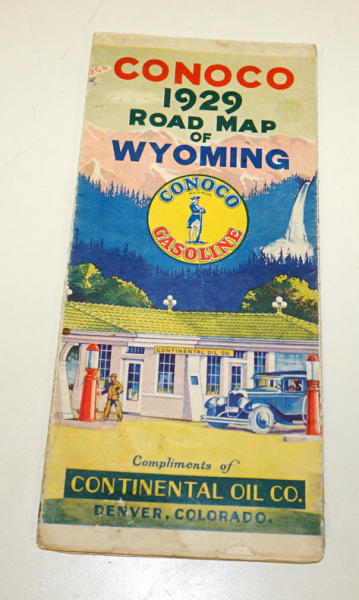 CONOCO
1929
ROAD MAP
OF
WYOMING
CONOCO
GASOLINE
CONTINENTAL OIL CO.
Compliments of
CONTINENTAL OIL CO.
DENVER, COLORADO.